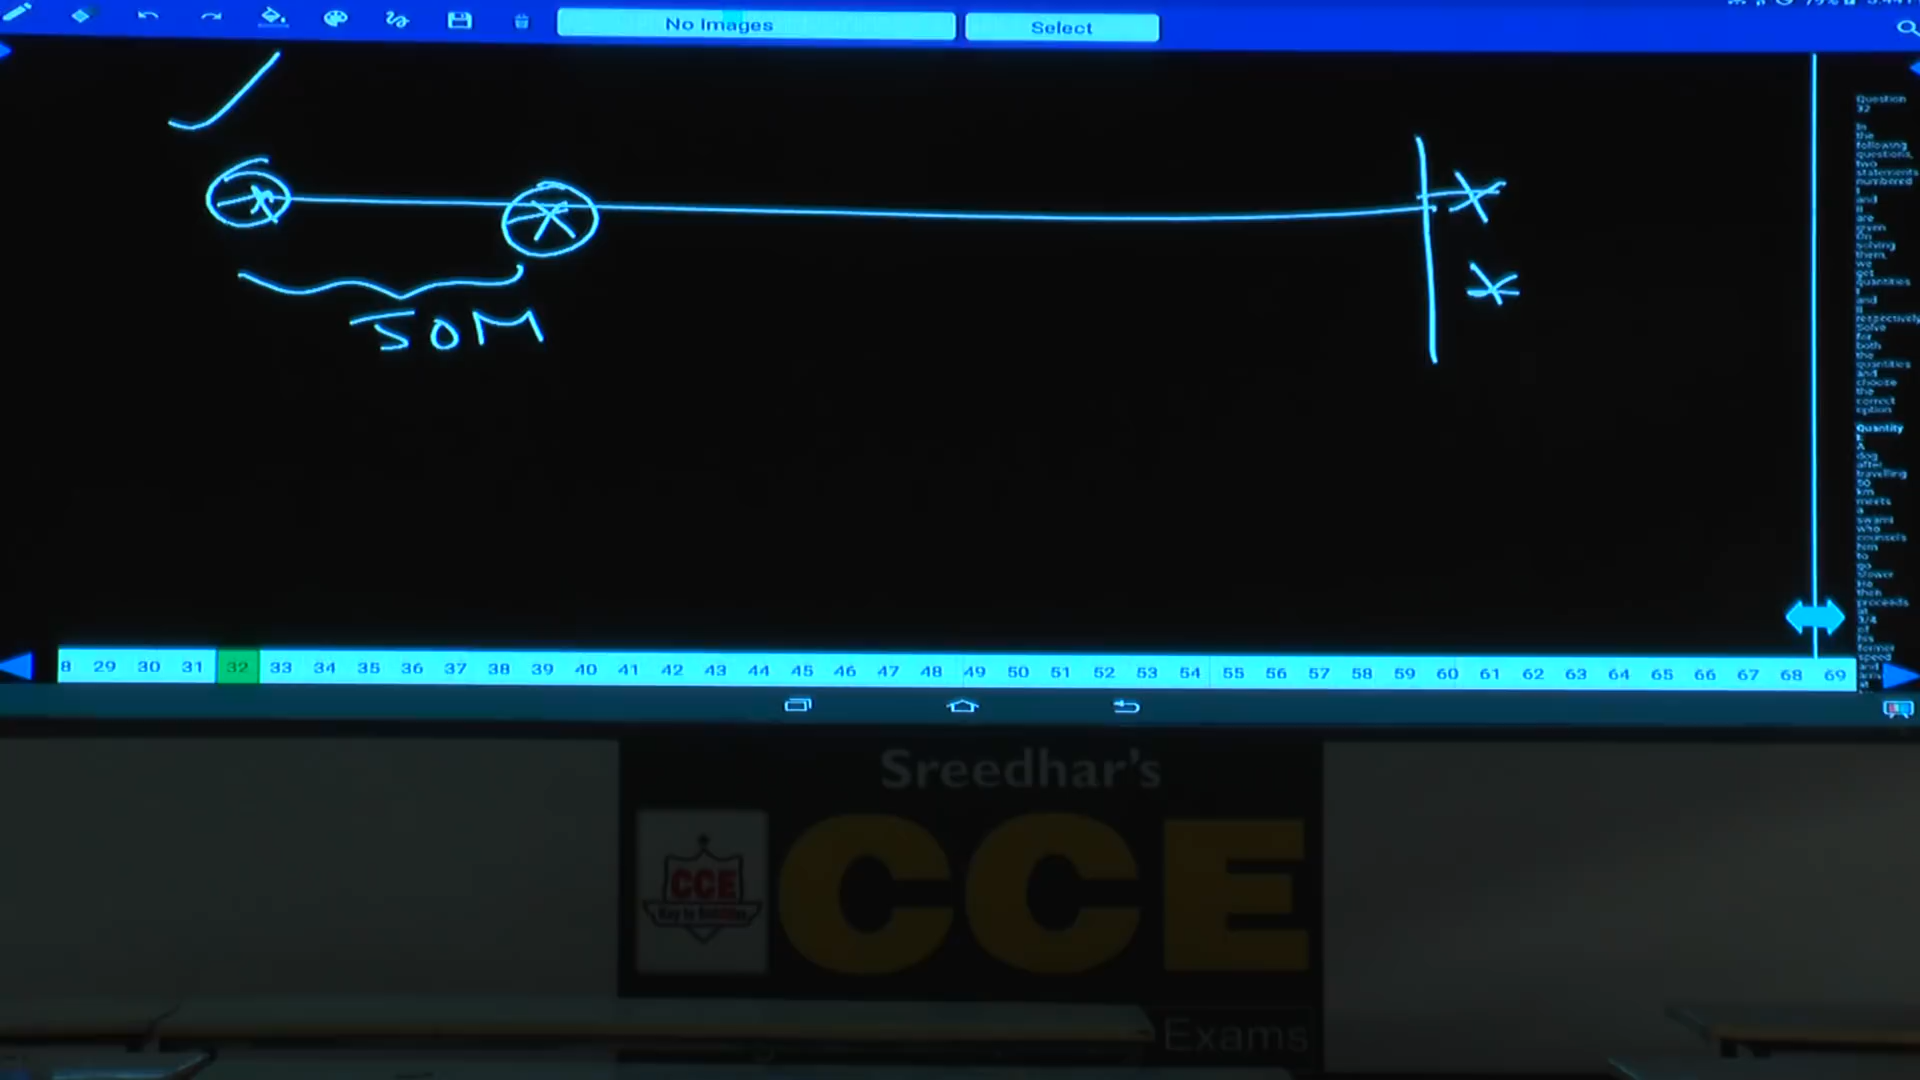 No Images
Select
50M
Question
32
In
the
following
questions,
two
statements
numbered
I
and
II
are
given
On
solving
them,
we
get
quantities
I
and
II
respectively
Solve
for
both
the
quantities
and
choose
the
correct
option
Quantity
I:
A
dog
after
travelling
50
km
meets
a
swami
who
counsels
him
to
go
slower
He
then
proceeds
at
3/4
of
his
former
speed
and
8 29 30 31 32 33 34 35 36 37 38 39 40 41 42 43 44 45 46 47 48 49 50 51 52 53 54 55 56 57 58 59 60 61 62 63 64 65 66 67 68 69
Sreedhar's
CCE
CCE
Exams